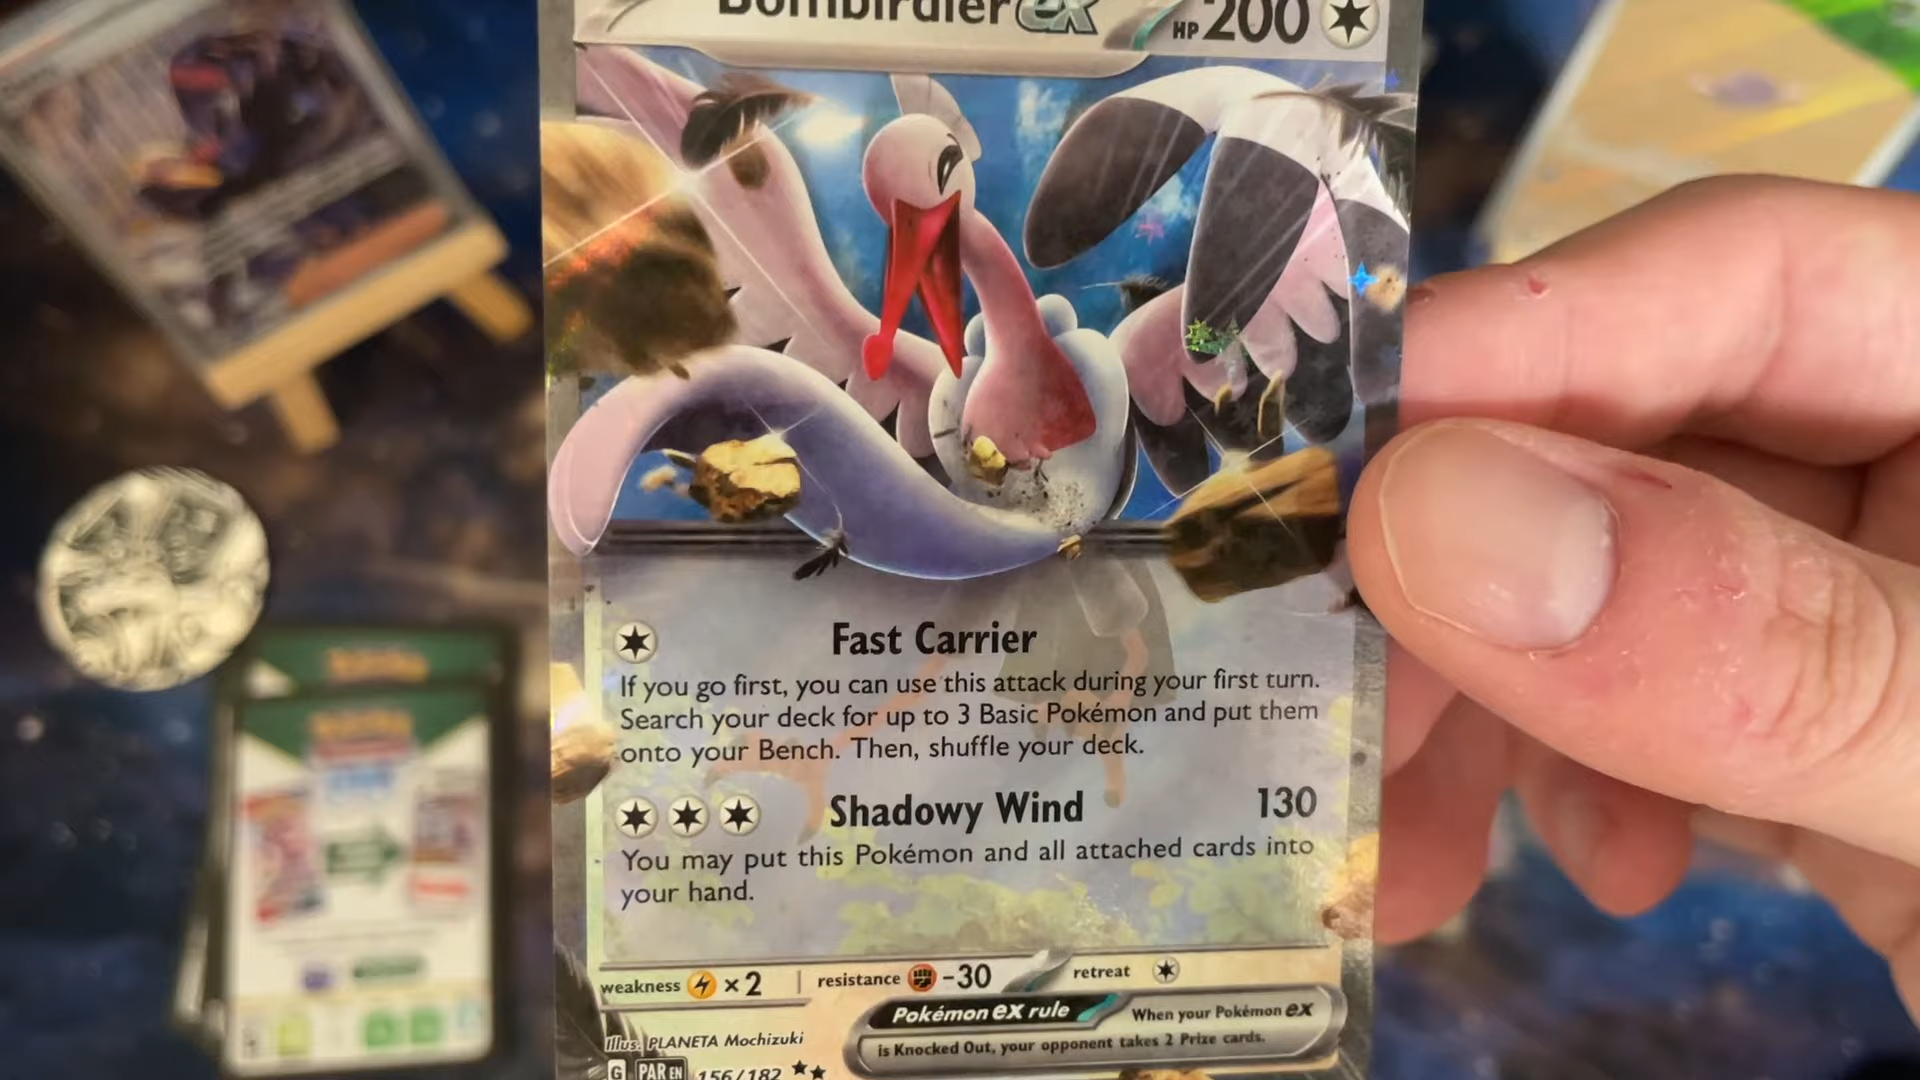 Bombirdier ex HP 200
Fast Carrier
If you go first, you can use this attack during your first turn.
Search your deck for up to 3 Basic Pokémon and put them
onto your Bench. Then, shuffle your deck.
Shadowy Wind 130
You may put this Pokémon and all attached cards into
your hand.
weakness ×2 resistance -30 retreat
Pokémon ex rule When your Pokémon ex
is Knocked Out, your opponent takes 2 Prize cards.
Illus. PLANETA Mochizuki
G PAR EN 156/182